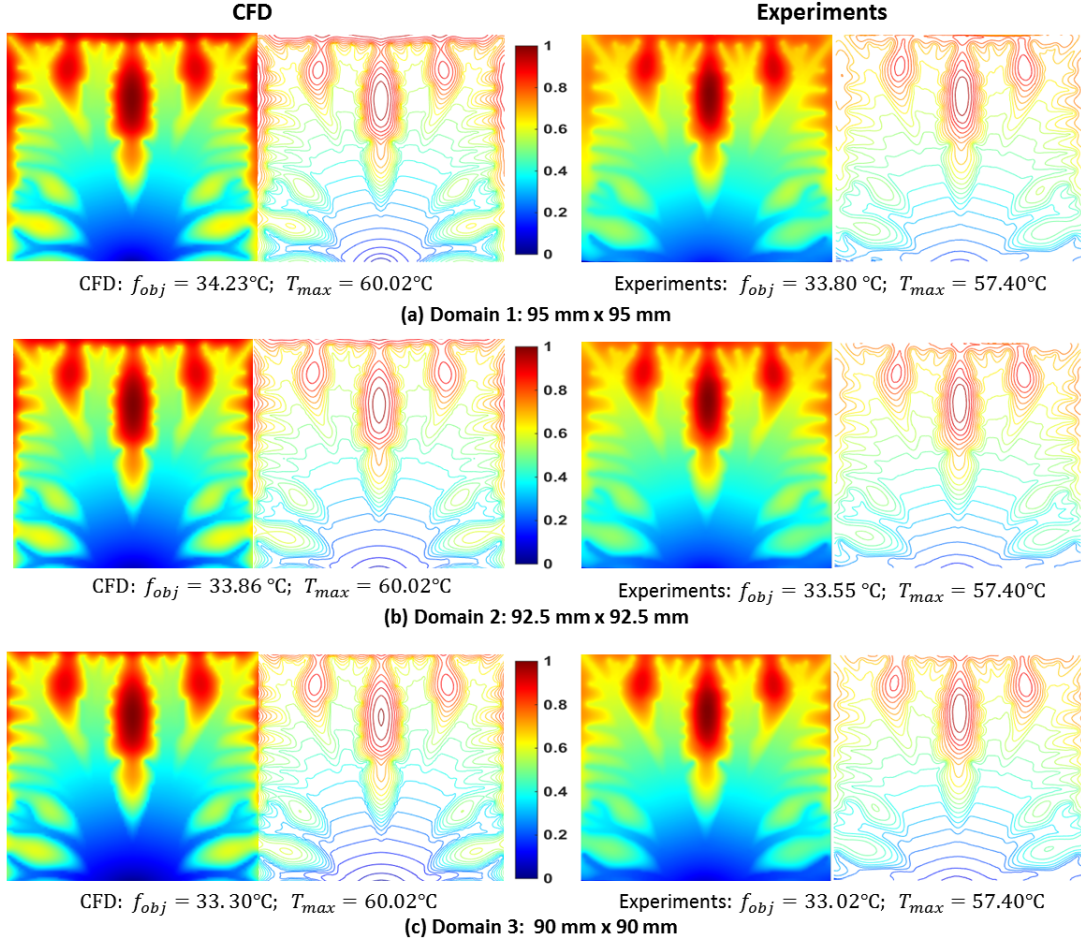 CFD
Experiments
1
0.8
0.6
0.4
0.2
0
CFD: f_obj = 34.23°C; T_max = 60.02°C
Experiments: f_obj = 33.80 °C; T_max = 57.40°C
(a) Domain 1: 95 mm x 95 mm
1
0.8
0.6
0.4
0.2
0
CFD: f_obj = 33.86 °C; T_max = 60.02°C
Experiments: f_obj = 33.55 °C; T_max = 57.40°C
(b) Domain 2: 92.5 mm x 92.5 mm
1
0.8
0.6
0.4
0.2
0
CFD: f_obj = 33.30°C; T_max = 60.02°C
Experiments: f_obj = 33.02°C; T_max = 57.40°C
(c) Domain 3: 90 mm x 90 mm